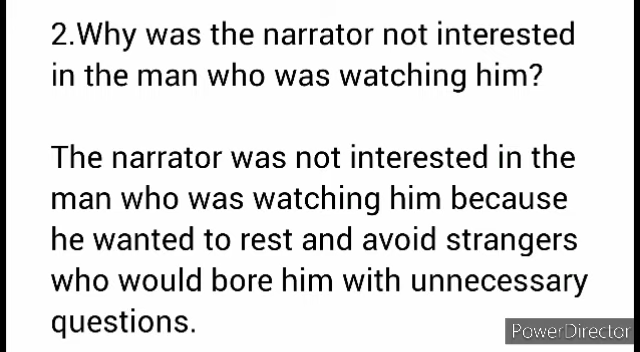 2.Why was the narrator not interested
in the man who was watching him?
The narrator was not interested in the
man who was watching him because
he wanted to rest and avoid strangers
who would bore him with unnecessary
questions.
PowerDirector